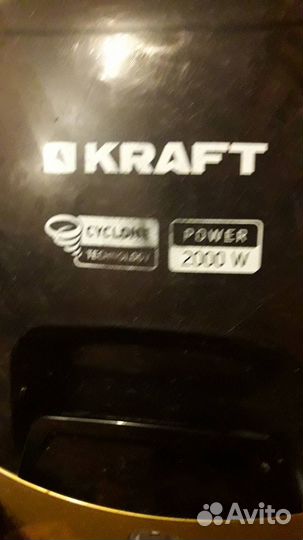 KRAFT
CYCLONE
TECHNOLOGY
POWER
2000 W
Avito